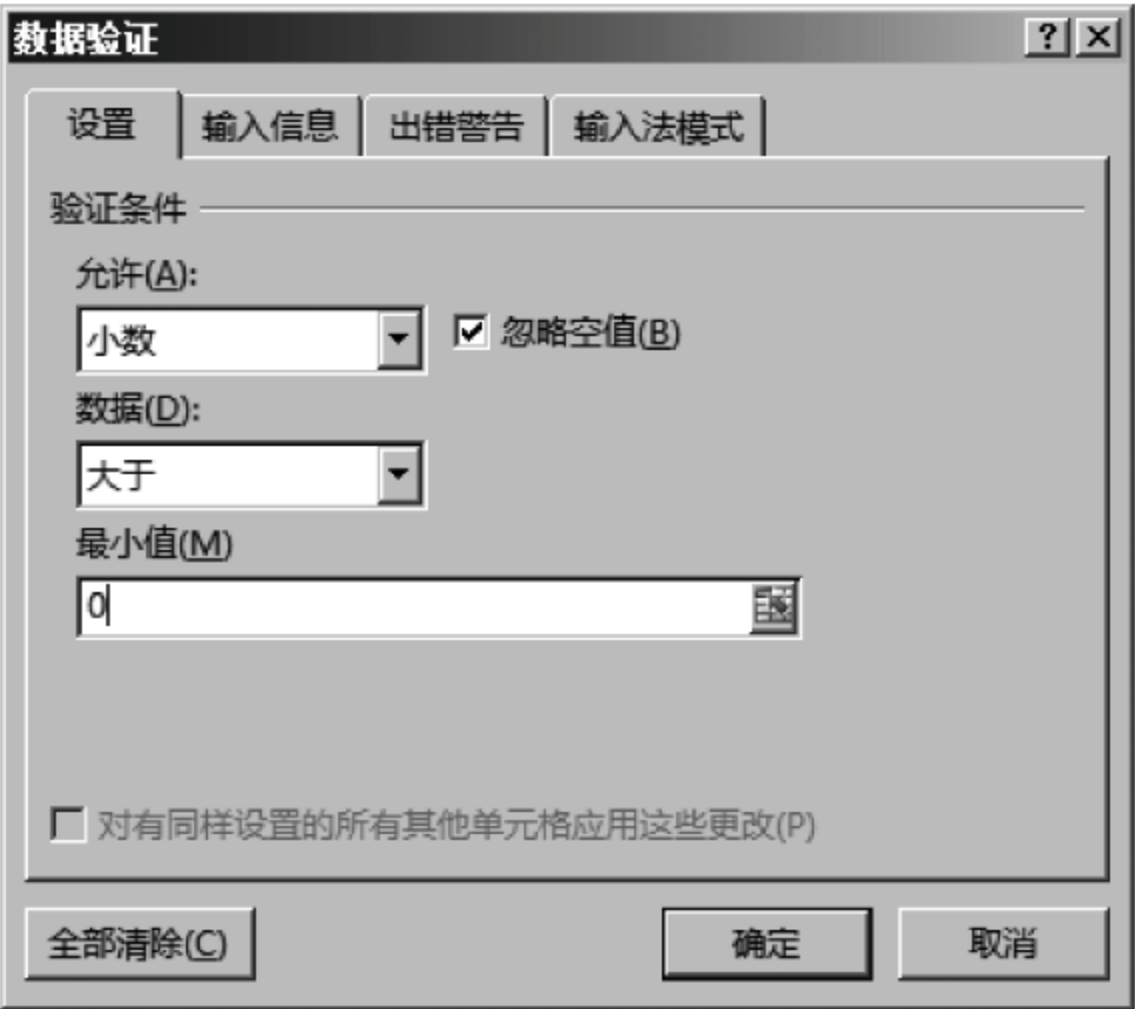 数据验证
设置 输入信息 出错警告 输入法模式
验证条件
允许(A):
小数 忽略空值(B)
数据(D):
大于
最小值(M)
0
对有同样设置的所有其他单元格应用这些更改(P)
全部清除(C) 确定 取消